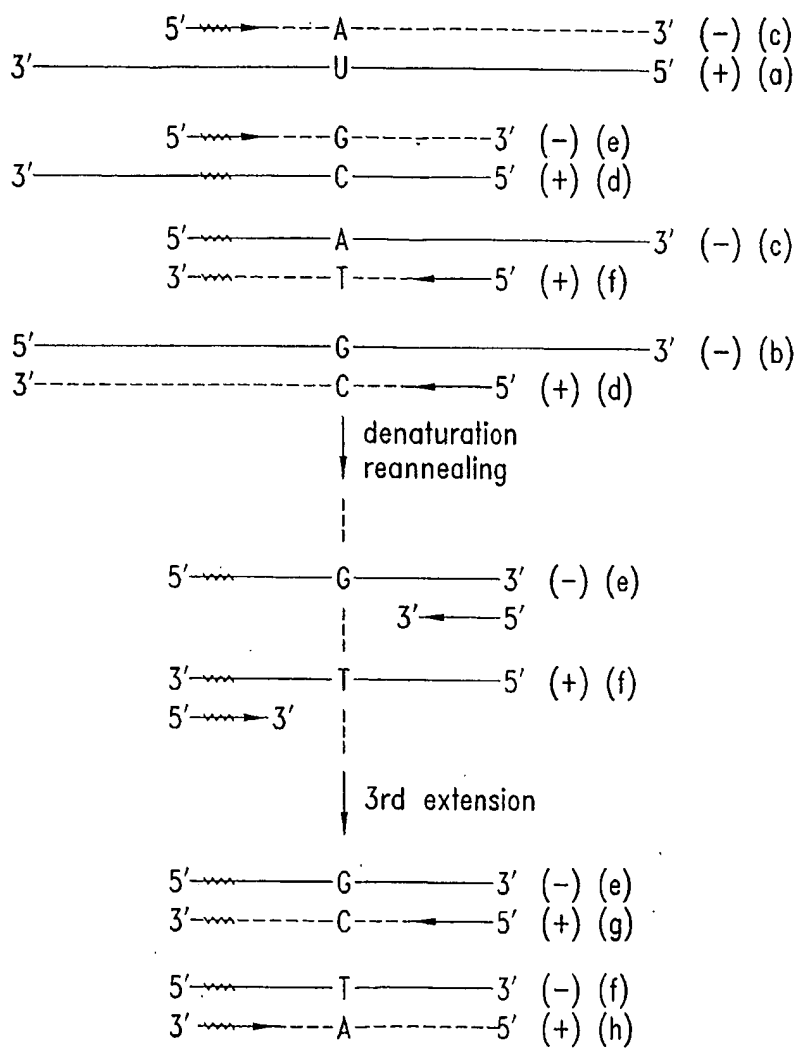 5' A 3' (-) (c)
3' U 5' (+) (a)
5' G 3' (-) (e)
3' C 5' (+) (d)
5' A 3' (-) (c)
3' T 5' (+) (f)
5' G 3' (-) (b)
3' C 5' (+) (d)
denaturation
reannealing
5' G 3' (-) (e)
3' 5'
3' T 5' (+) (f)
5' 3'
3rd extension
5' G 3' (-) (e)
3' C 5' (+) (g)
5' T 3' (-) (f)
3' A 5' (+) (h)